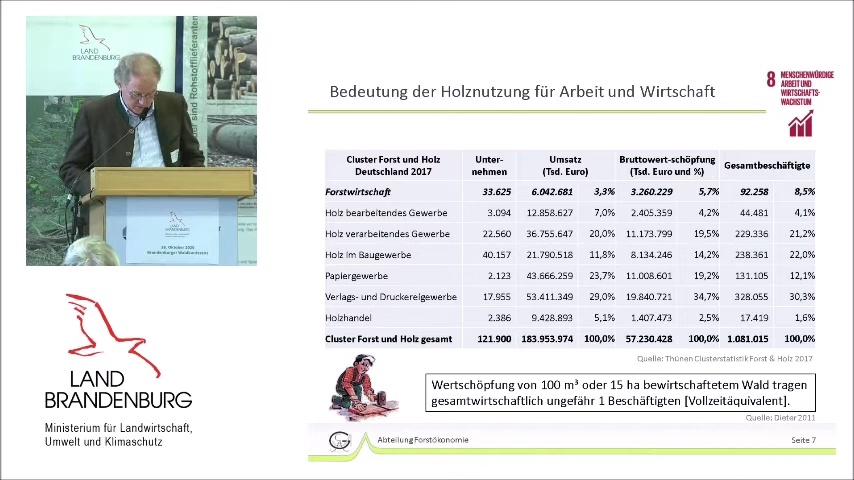 LAND
BRANDENBURG
sind Rohstofflieferanten
28. Oktober 2020
Brandenburger Waldkonferenz
LAND
BRANDENBURG
Ministerium für Landwirtschaft,
Umwelt und Klimaschutz
Bedeutung der Holznutzung für Arbeit und Wirtschaft
8 MENSCHENWÜRDIGE
ARBEIT UND
WIRTSCHAFTS-
WACHSTUM
Cluster Forst und Holz Deutschland 2017 Unter-nehmen Umsatz (Tsd. Euro) Bruttowert-schöpfung (Tsd. Euro und %) Gesamtbeschäftigte
Forstwirtschaft 33.625 6.042.681 3,3% 3.260.229 5,7% 92.258 8,5%
Holz bearbeitendes Gewerbe 3.094 12.858.627 7,0% 2.405.359 4,2% 44.481 4,1%
Holz verarbeitendes Gewerbe 22.560 36.755.647 20,0% 11.173.799 19,5% 229.336 21,2%
Holz im Baugewerbe 40.157 21.790.518 11,8% 8.134.246 14,2% 238.361 22,0%
Papiergewerbe 2.123 43.666.259 23,7% 11.008.601 19,2% 131.105 12,1%
Verlags- und Druckereigewerbe 17.955 53.411.349 29,0% 19.840.721 34,7% 328.055 30,3%
Holzhandel 2.386 9.428.893 5,1% 1.407.473 2,5% 17.419 1,6%
Cluster Forst und Holz gesamt 121.900 183.953.974 100,0% 57.230.428 100,0% 1.081.015 100,0%
Quelle: Thünen Clusterstatistik Forst & Holz 2017
Wertschöpfung von 100 m³ oder 15 ha bewirtschaftetem Wald tragen
gesamtwirtschaftlich ungefähr 1 Beschäftigten [Vollzeitäquivalent].
Quelle: Dieter 2011
Abteilung Forstökonomie
Seite 7